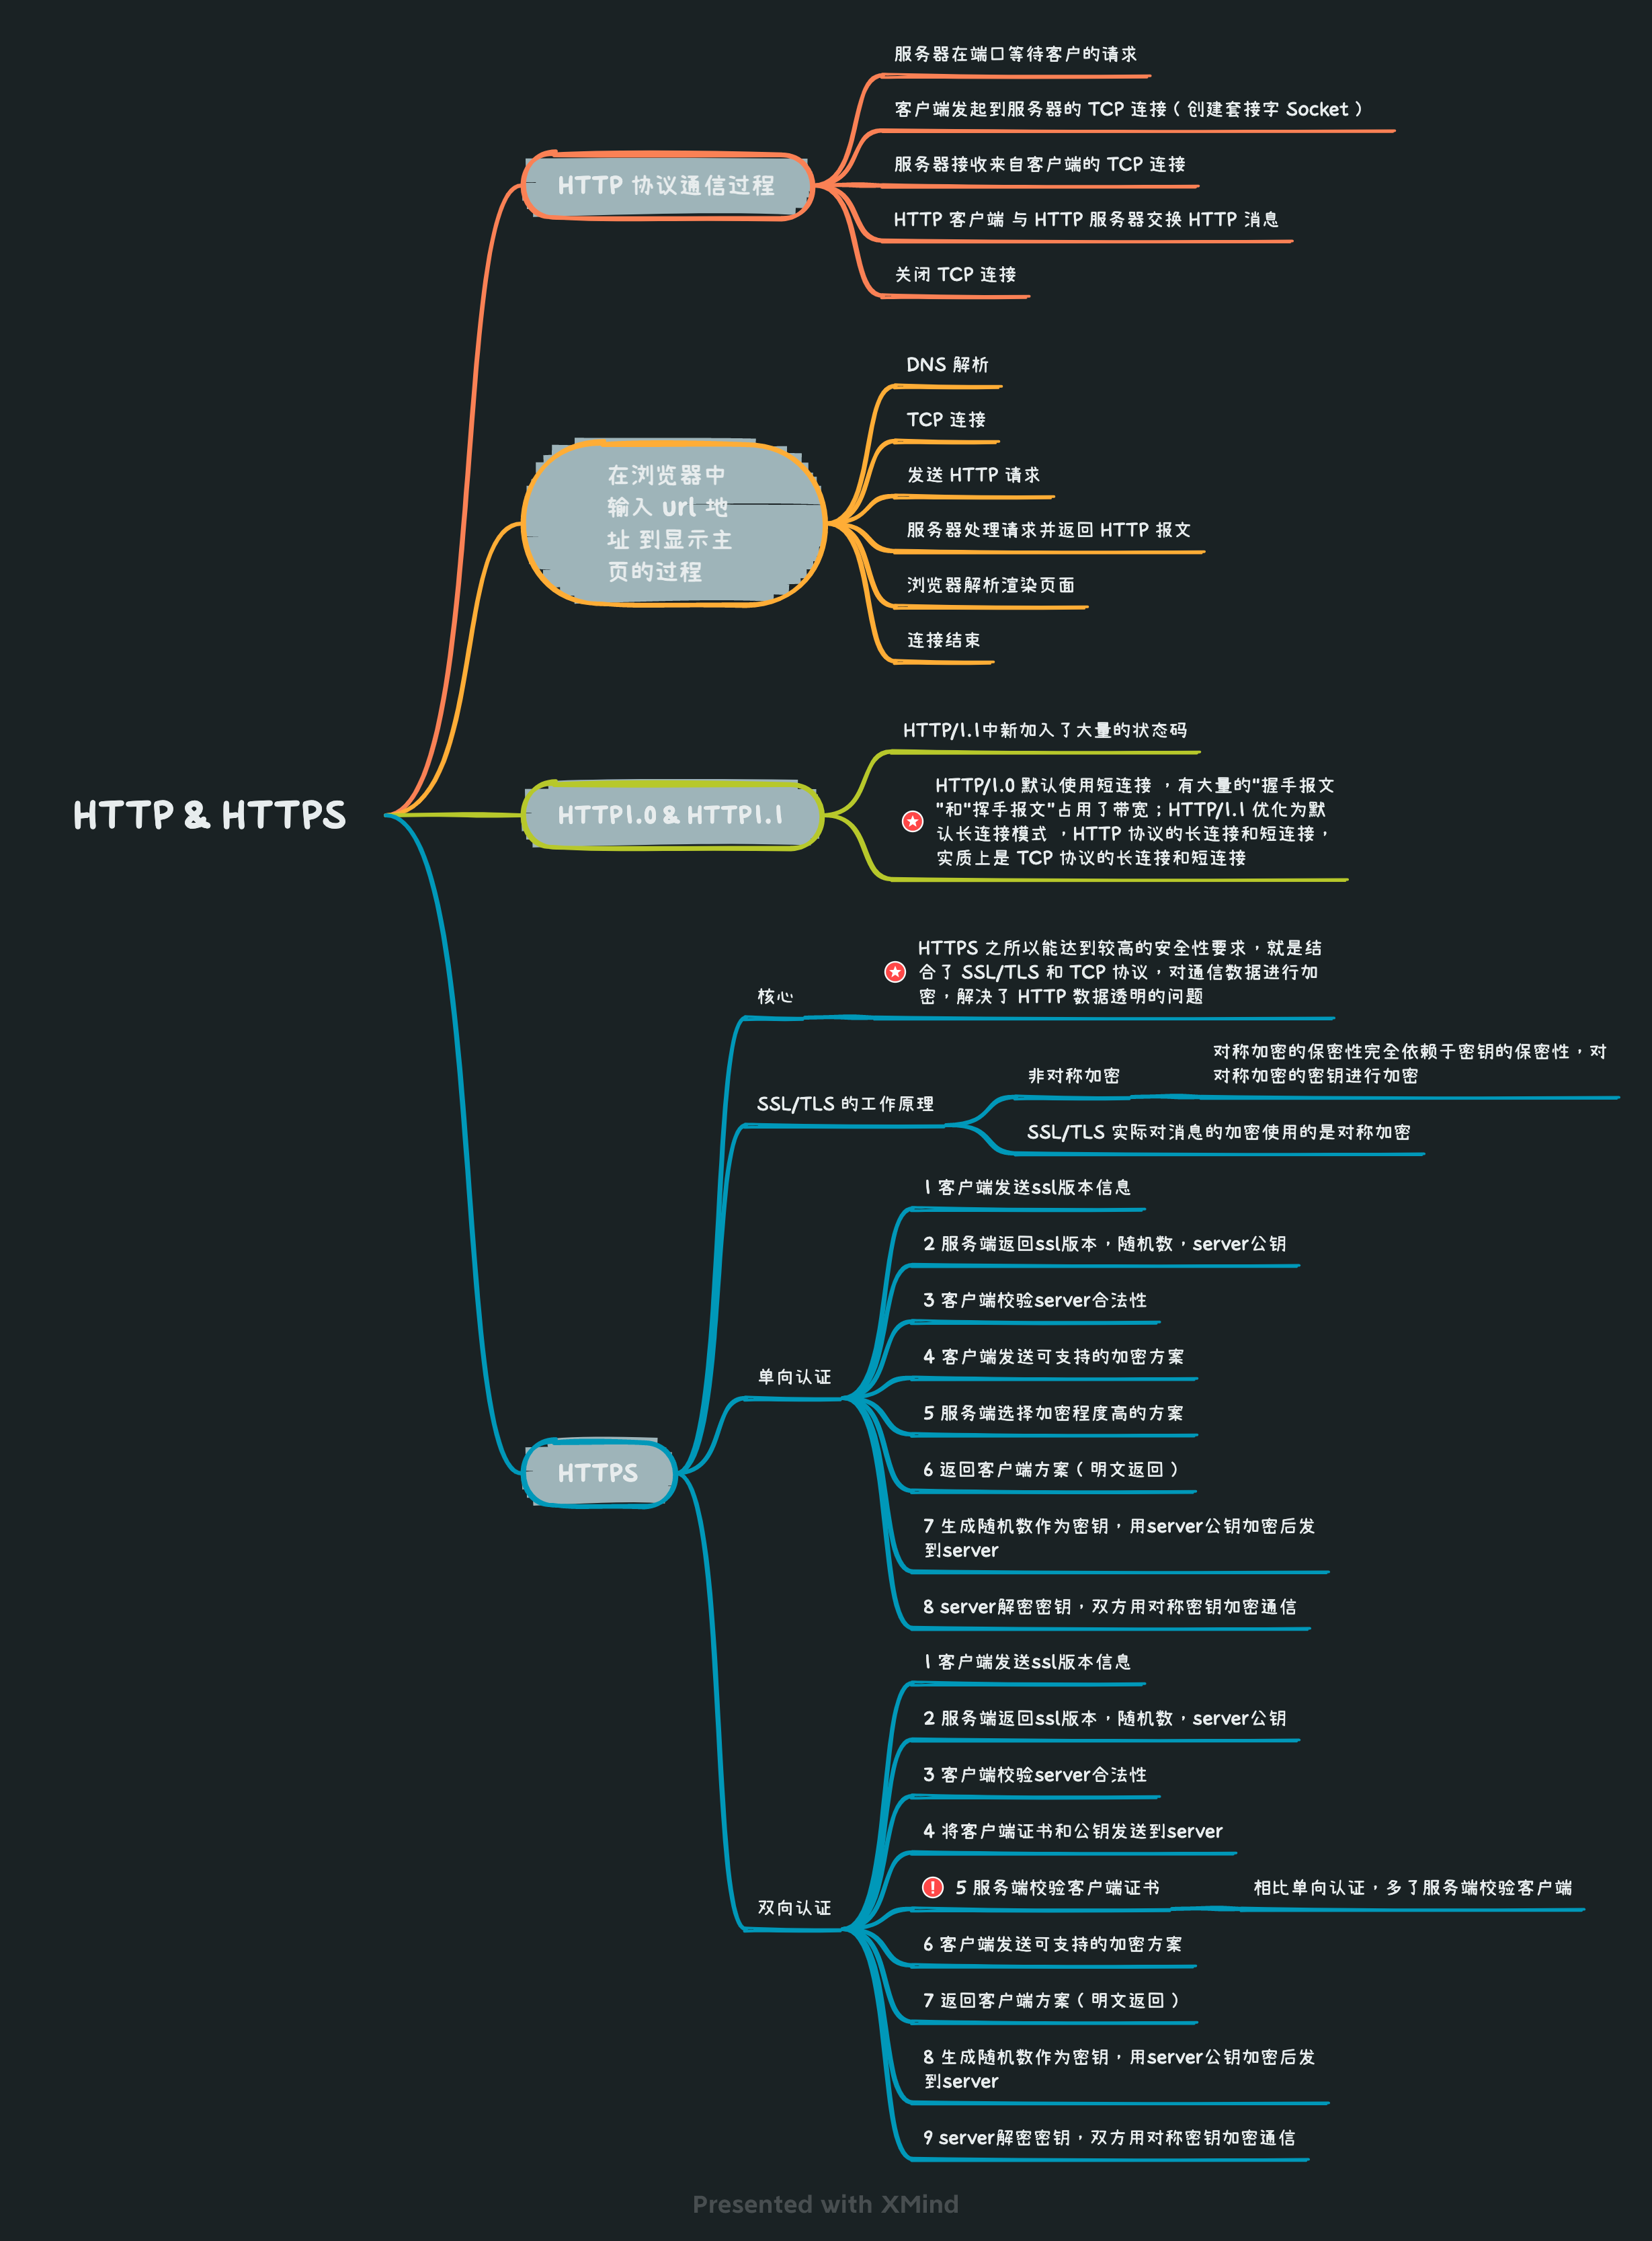 HTTP & HTTPS
HTTP 协议通信过程
服务器在端口等待客户的请求
客户端发起到服务器的 TCP 连接（创建套接字 Socket）
服务器接收来自客户端的 TCP 连接
HTTP 客户端 与 HTTP 服务器交换 HTTP 消息
关闭 TCP 连接
在浏览器中
输入 url 地
址 到显示主
页的过程
DNS 解析
TCP 连接
发送 HTTP 请求
服务器处理请求并返回 HTTP 报文
浏览器解析渲染页面
连接结束
HTTP1.0 & HTTP1.1
HTTP/1.1中新加入了大量的状态码
HTTP/1.0 默认使用短连接 ，有大量的"握手报文
"和"挥手报文"占用了带宽；HTTP/1.1 优化为默
认长连接模式 ，HTTP 协议的长连接和短连接，
实质上是 TCP 协议的长连接和短连接
HTTPS
核心
HTTPS 之所以能达到较高的安全性要求，就是结
合了 SSL/TLS 和 TCP 协议，对通信数据进行加
密，解决了 HTTP 数据透明的问题
SSL/TLS 的工作原理
非对称加密
对称加密的保密性完全依赖于密钥的保密性，对
对称加密的密钥进行加密
SSL/TLS 实际对消息的加密使用的是对称加密
单向认证
1 客户端发送ssl版本信息
2 服务端返回ssl版本，随机数，server公钥
3 客户端校验server合法性
4 客户端发送可支持的加密方案
5 服务端选择加密程度高的方案
6 返回客户端方案（明文返回）
7 生成随机数作为密钥，用server公钥加密后发
到server
8 server解密密钥，双方用对称密钥加密通信
双向认证
1 客户端发送ssl版本信息
2 服务端返回ssl版本，随机数，server公钥
3 客户端校验server合法性
4 将客户端证书和公钥发送到server
5 服务端校验客户端证书
相比单向认证，多了服务端校验客户端
6 客户端发送可支持的加密方案
7 返回客户端方案（明文返回）
8 生成随机数作为密钥，用server公钥加密后发
到server
9 server解密密钥，双方用对称密钥加密通信
Presented with XMind